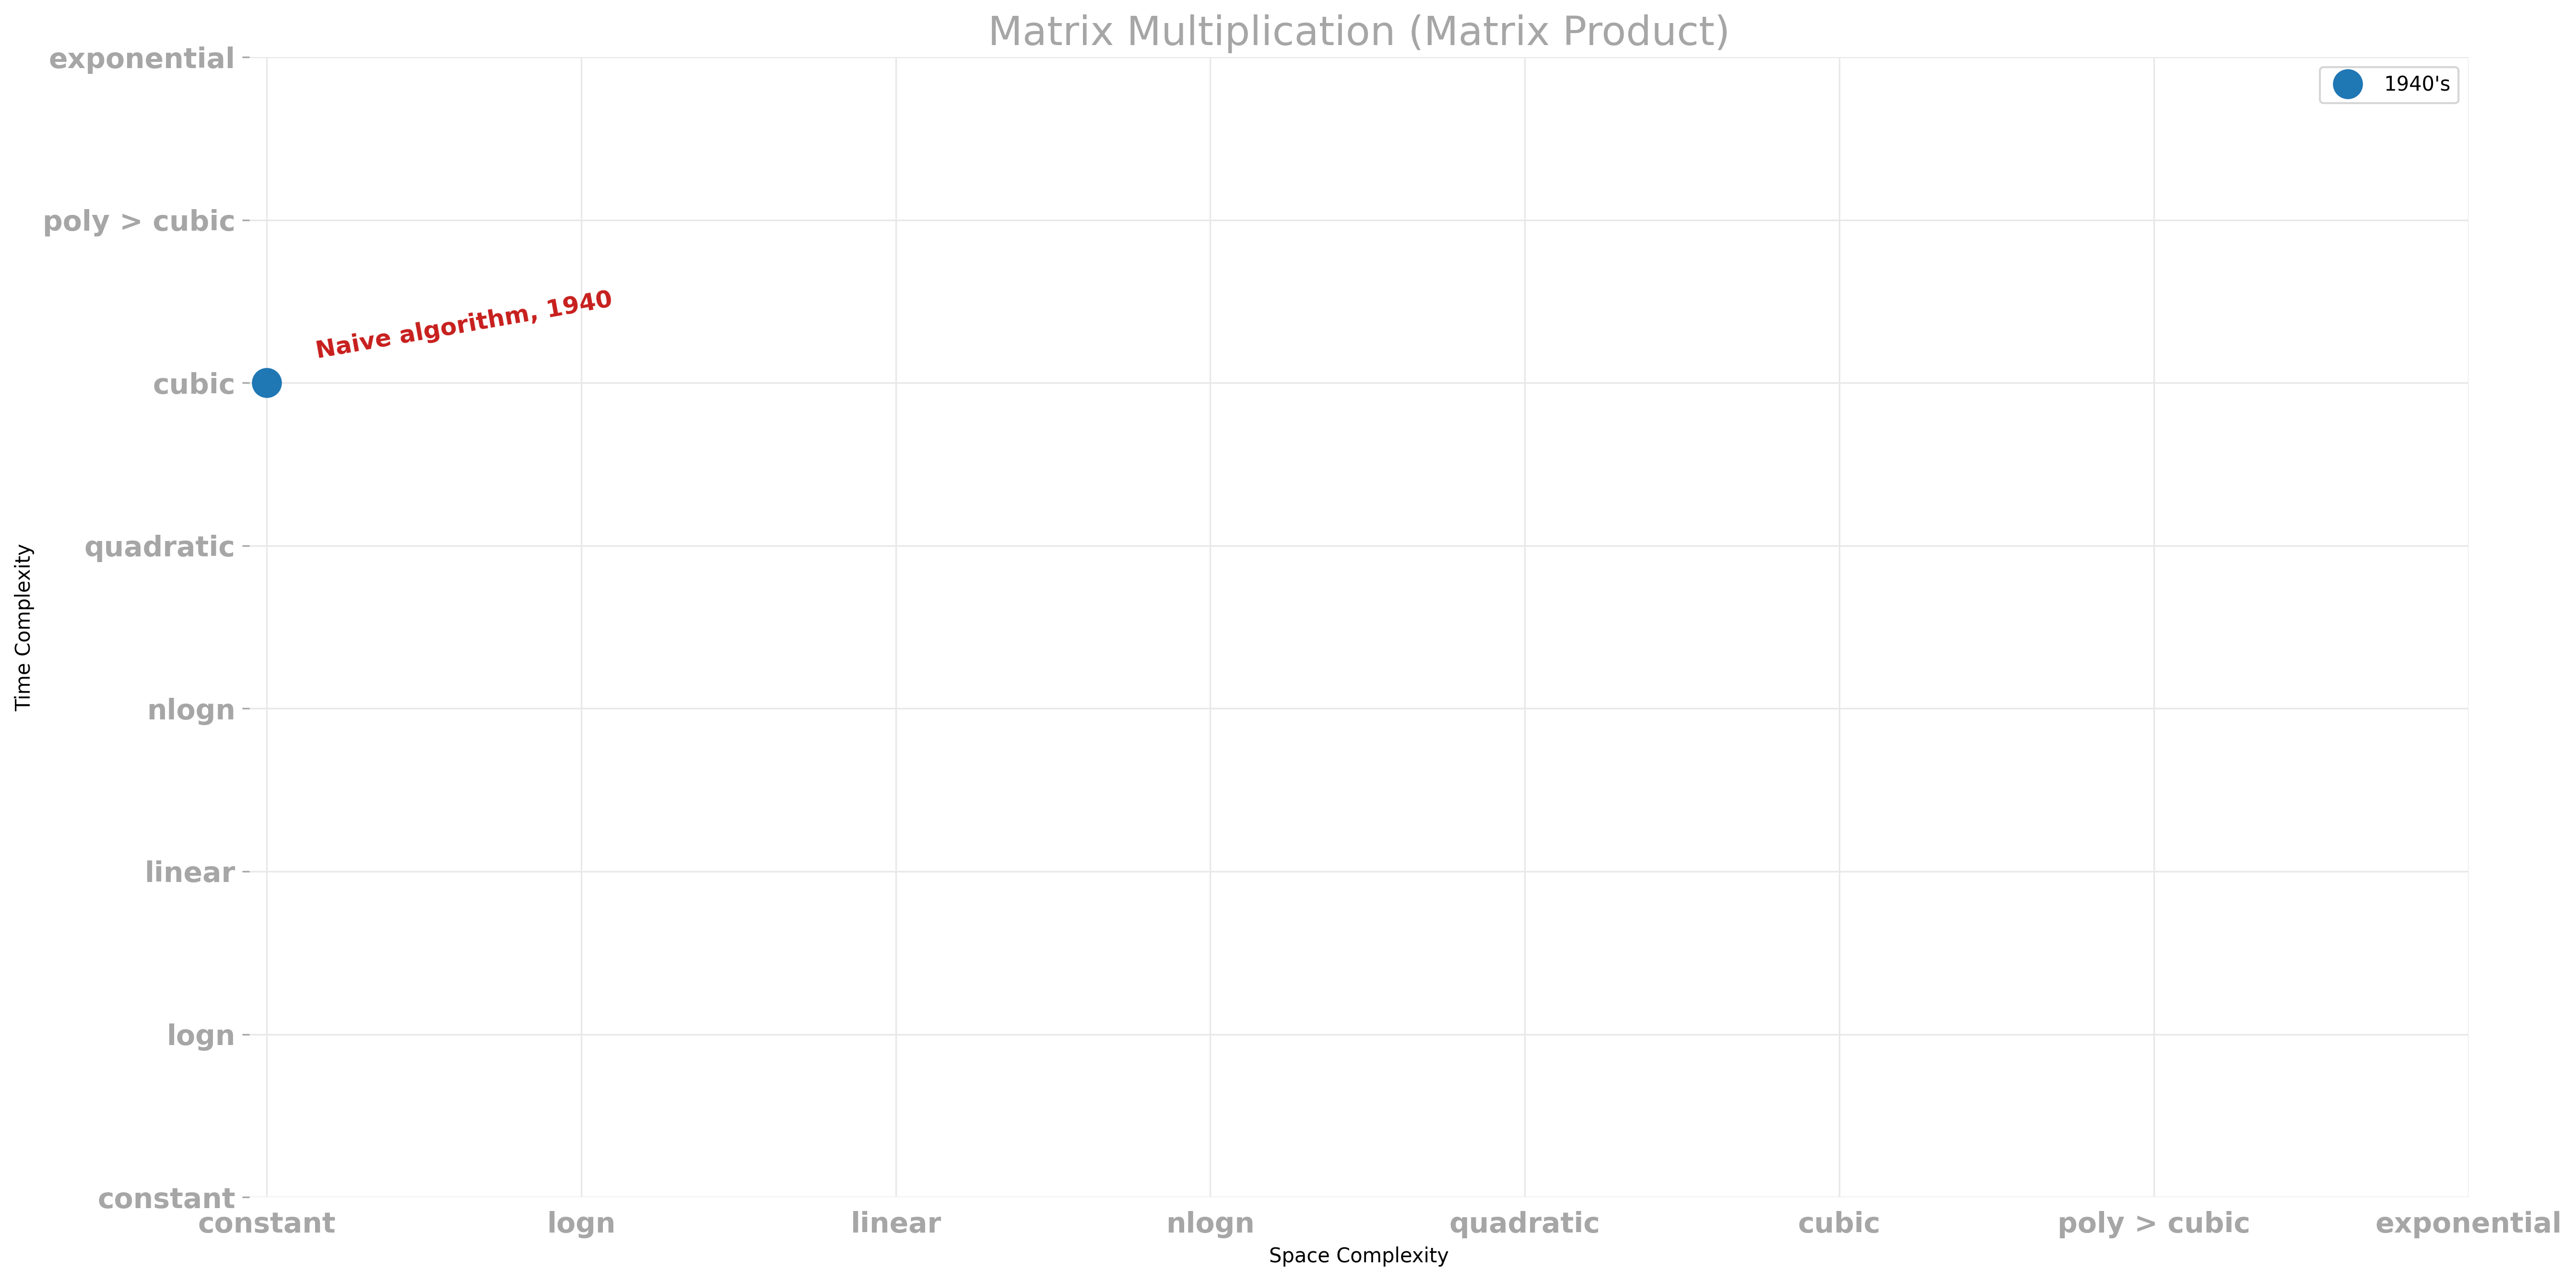 Matrix Multiplication (Matrix Product)
1940's
exponential
poly > cubic
cubic
quadratic
nlogn
linear
logn
constant
Time Complexity
Naive algorithm, 1940
constant
logn
linear
nlogn
quadratic
cubic
poly > cubic
exponential
Space Complexity